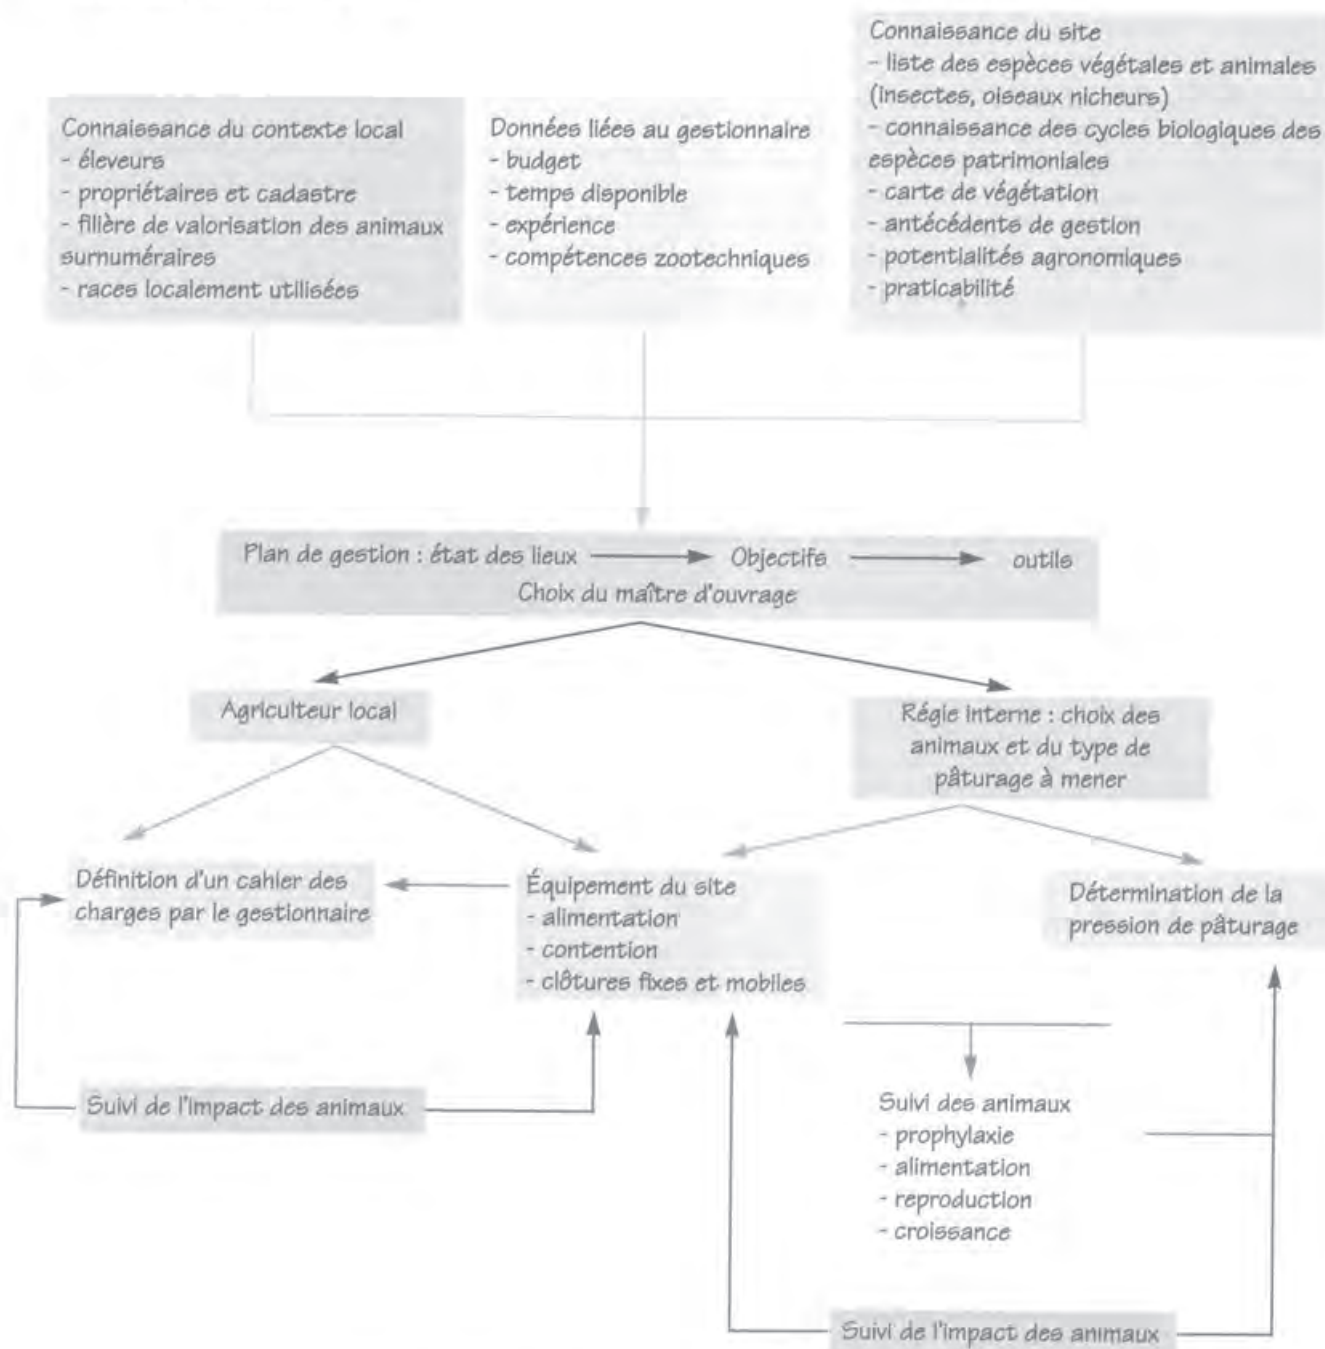 Connaissance du contexte local
- éleveurs
- propriétaires et cadastre
- filière de valorisation des animaux
surnuméraires
- races localement utilisées
Données liées au gestionnaire
- budget
- temps disponible
- expérience
- compétences zootechniques
Connaissance du site
- liste des espèces végétales et animales
(insectes, oiseaux nicheurs)
- connaissance des cycles biologiques des
espèces patrimoniales
- carte de végétation
- antécédents de gestion
- potentialités agronomiques
- praticabilité
Plan de gestion : état des lieux Objectifs outils
Choix du maître d'ouvrage
Agriculteur local
Régie interne : choix des
animaux et du type de
pâturage à mener
Définition d'un cahier des
charges par le gestionnaire
Équipement du site
- alimentation
- contention
- clôtures fixes et mobiles
Détermination de la
pression de pâturage
Suivi de l'impact des animaux
Suivi des animaux
- prophylaxie
- alimentation
- reproduction
- croissance
Suivi de l'impact des animaux